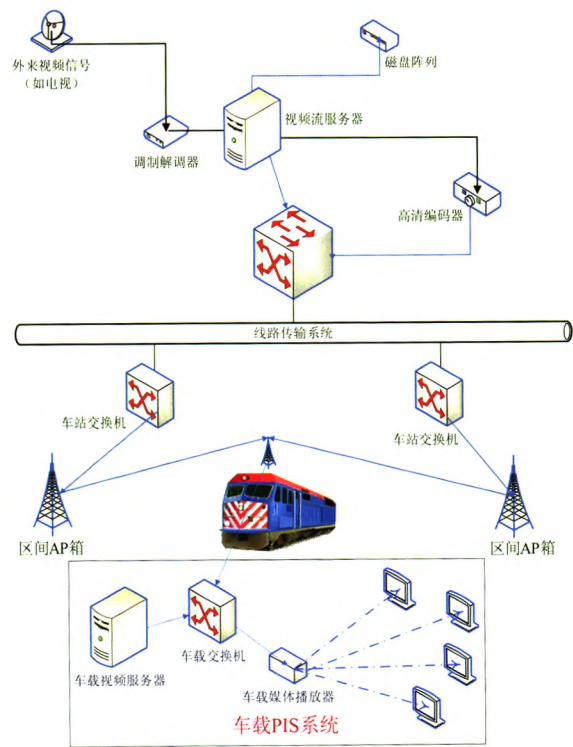 外来视频信号
（如电视）
磁盘阵列
视频流服务器
调制解调器
高清编码器
线路传输系统
车站交换机
车站交换机
区间AP箱
区间AP箱
车载视频服务器
车载交换机
车载媒体播放器
车载PIS系统